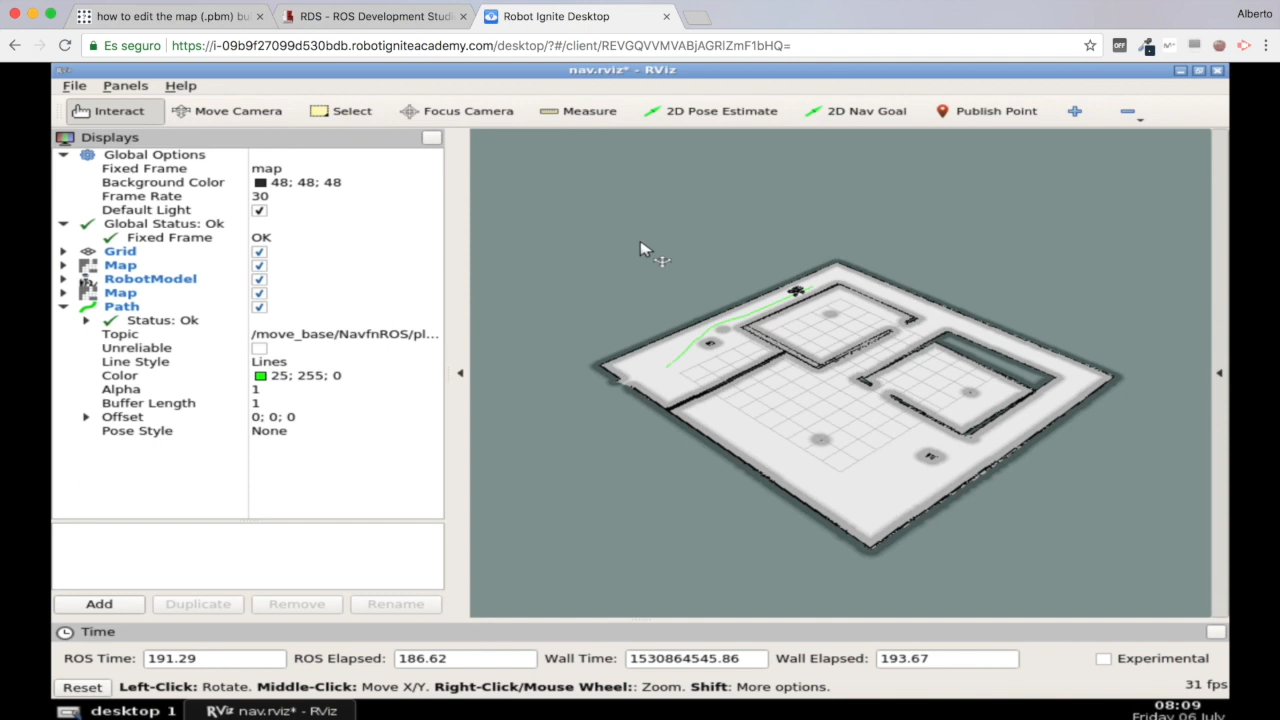 how to edit the map (.pbm) bu
RDS - ROS Development Studi
Robot Ignite Desktop
Alberto
Es seguro
https://i-09b9f27099d530bdb.robotigniteacademy.com/desktop/?#/client/REVGQVVMVABjAGRlZmF1bHQ=
OFF
nav.rviz* - RViz
File Panels Help
Interact Move Camera Select Focus Camera Measure 2D Pose Estimate 2D Nav Goal Publish Point
Displays
Global Options
Fixed Frame map
Background Color 48; 48; 48
Frame Rate 30
Default Light
Global Status: Ok
Fixed Frame OK
Grid
Map
RobotModel
Map
Path
Status: Ok
Topic /move_base/NavfnROS/pl...
Unreliable
Line Style Lines
Color 25; 255; 0
Alpha 1
Buffer Length 1
Offset 0; 0; 0
Pose Style None
Add Duplicate Remove Rename
Time
ROS Time: 191.29 ROS Elapsed: 186.62 Wall Time: 1530864545.86 Wall Elapsed: 193.67 Experimental
Reset Left-Click: Rotate. Middle-Click: Move X/Y. Right-Click/Mouse Wheel:: Zoom. Shift: More options. 31 fps
desktop 1 RViz nav.rviz* - RViz 08:09
Friday 06 July